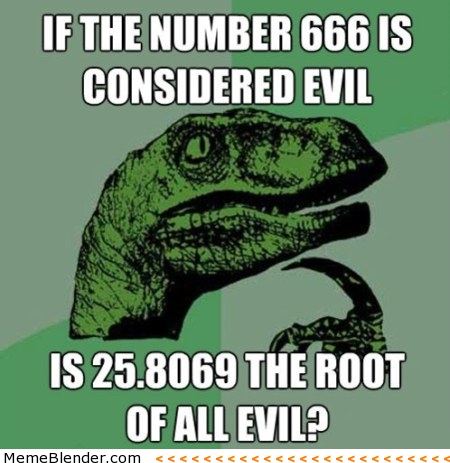 IF THE NUMBER 666 IS
CONSIDERED EVIL
IS 25.8069 THE ROOT
OF ALL EVIL?
MemeBlender.com